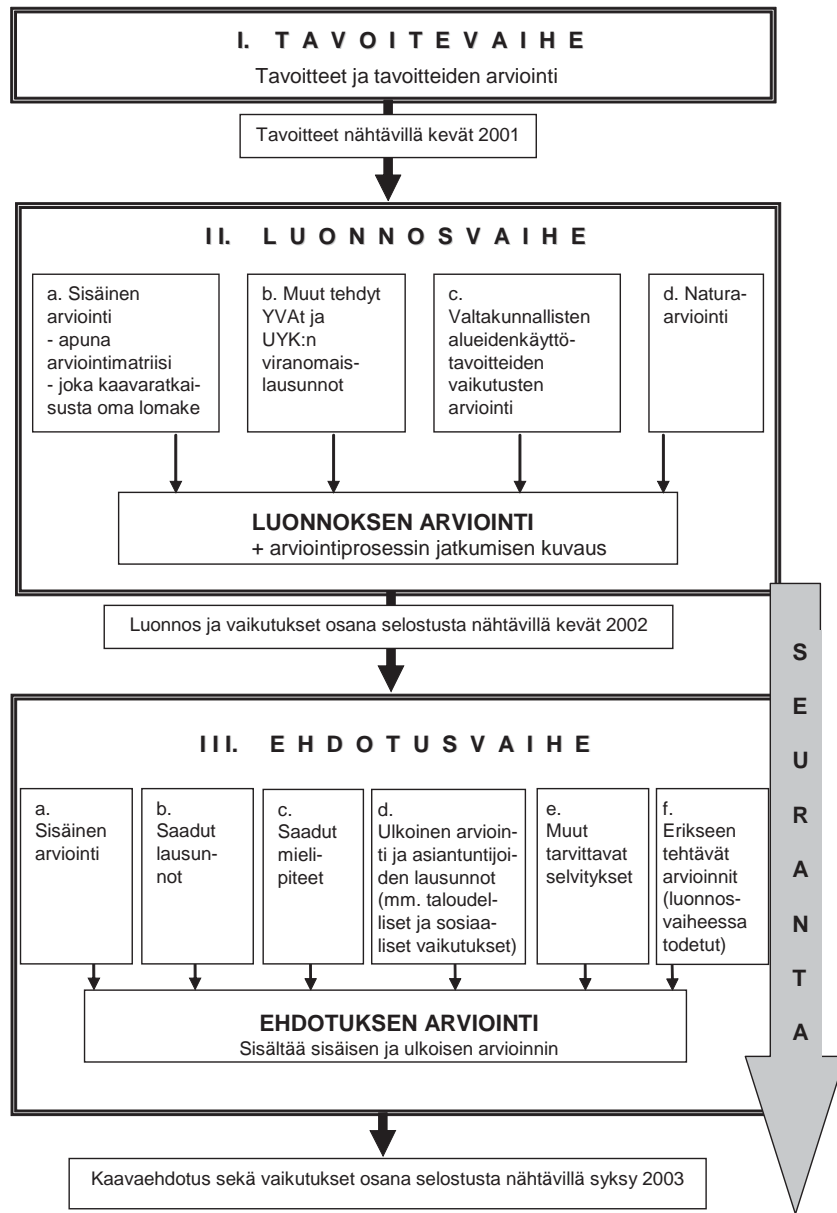 I. TAVOITEVAIHE
Tavoitteet ja tavoitteiden arviointi
Tavoitteet nähtävillä kevät 2001
II. LUONNOSVAIHE
a. Sisäinen
arviointi
- apuna
arviointimatriisi
- joka kaavaratkai-
susta oma lomake
b. Muut tehdyt
YVAt ja
UYK:n
viranomais-
lausunnot
c.
Valtakunnallisten
alueidenkäyttö-
tavoitteiden
vaikutusten
arviointi
d. Natura-
arviointi
LUONNOKSEN ARVIOINTI
+ arviointiprosessin jatkumisen kuvaus
Luonnos ja vaikutukset osana selostusta nähtävillä kevät 2002
III. EHDOTUSVAIHE
a.
Sisäinen
arviointi
b.
Saadut
lausun-
not
c.
Saadut
mieli-
piteet
d.
Ulkoinen arvioin-
ti ja asiantuntijoi-
den lausunnot
(mm. taloudel-
liset ja sosiaa-
liset vaikutukset)
e.
Muut
tarvittavat
selvitykset
f.
Erikseen
tehtävät
arvioinnit
(luonnos-
vaiheessa
todetut)
EHDOTUKSEN ARVIOINTI
Sisältää sisäisen ja ulkoisen arvioinnin
Kaavaehdotus sekä vaikutukset osana selostusta nähtävillä syksy 2003
S
E
U
R
A
N
T
A